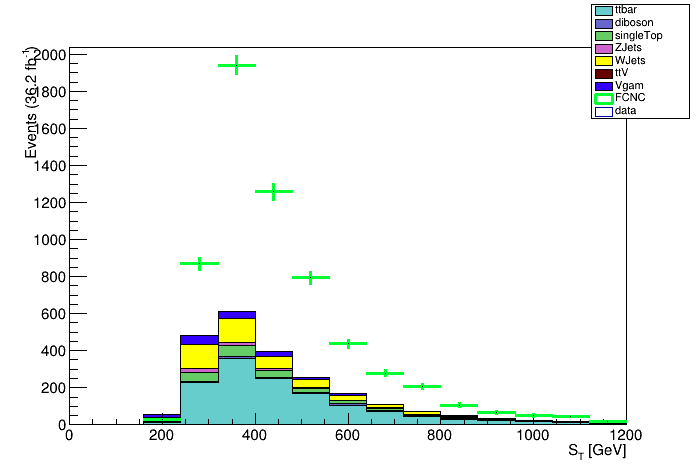 ttbar
diboson
singleTop
ZJets
WJets
ttV
Vgam
FCNC
data
Events (36.2 fb⁻¹)
2000
1800
1600
1400
1200
1000
800
600
400
200
0
0 200 400 600 800 1000 1200
S_T [GeV]